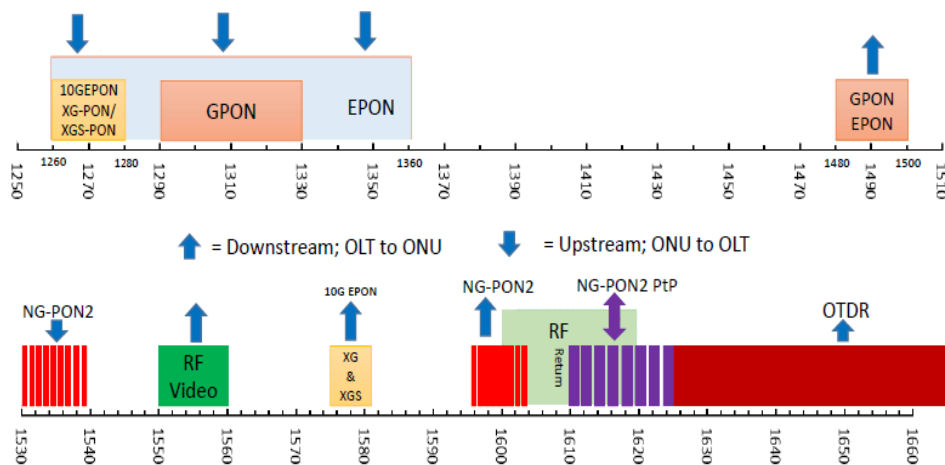 10GEPON
XG-PON/
XGS-PON
GPON
EPON
GPON
EPON
1260 1280 1360 1480 1500
1250 1270 1290 1310 1330 1350 1370 1390 1410 1430 1450 1470 1490 1510
= Downstream; OLT to ONU
= Upstream; ONU to OLT
NG-PON2
10G EPON
NG-PON2
NG-PON2 PtP
OTDR
RF
Video
XG
&
XGS
RF
Return
1530 1540 1550 1560 1570 1580 1590 1600 1610 1620 1630 1640 1650 1660